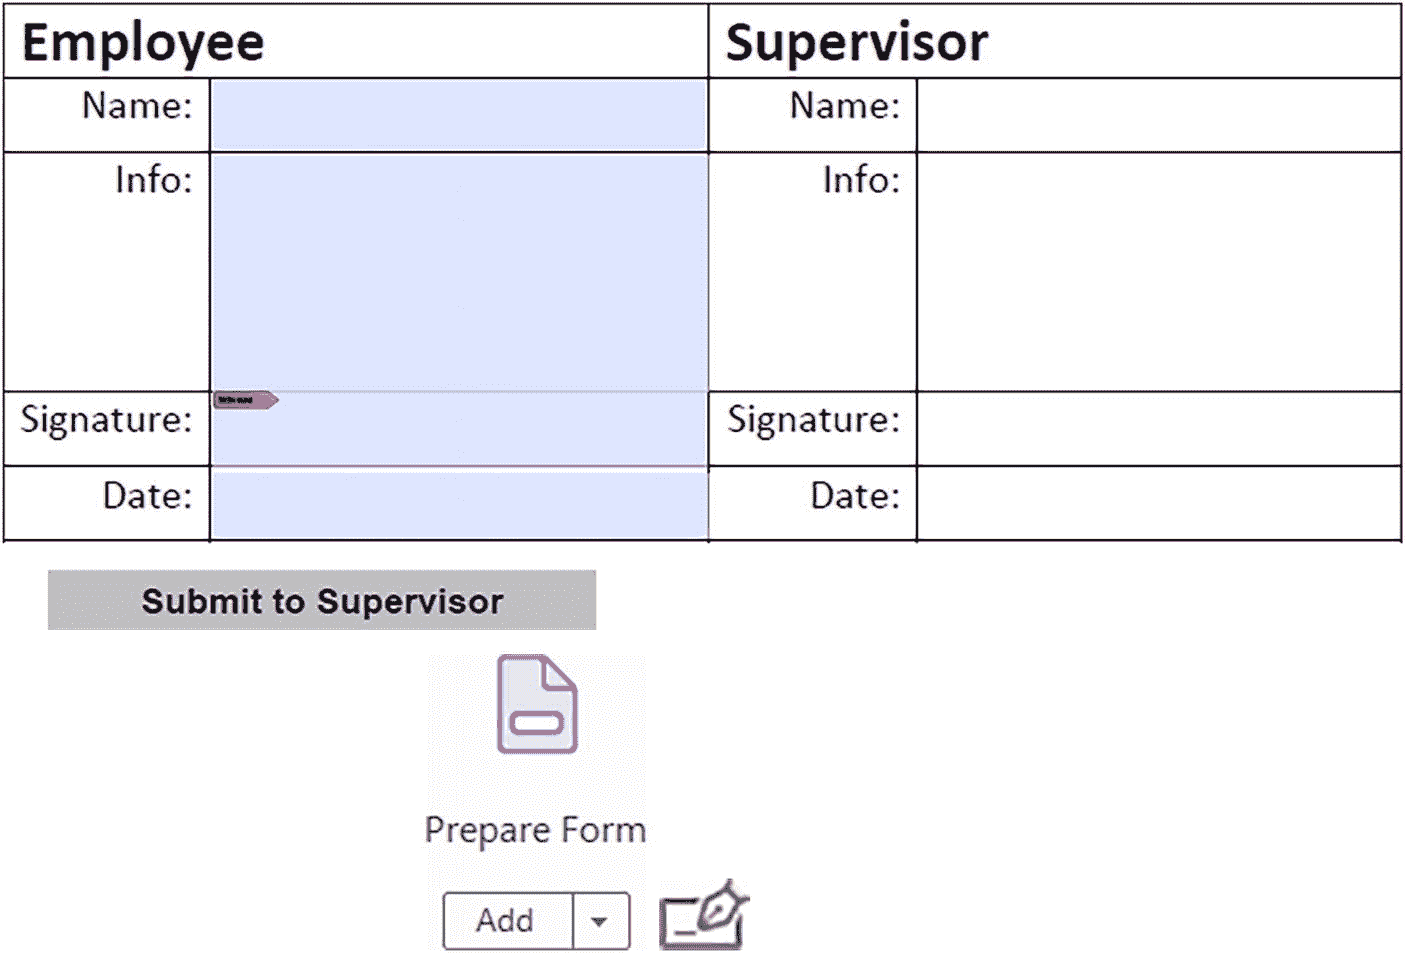 Employee Supervisor
Name: Name:
Info: Info:
Signature: Signature:
Date: Date:
Submit to Supervisor
Prepare Form
Add